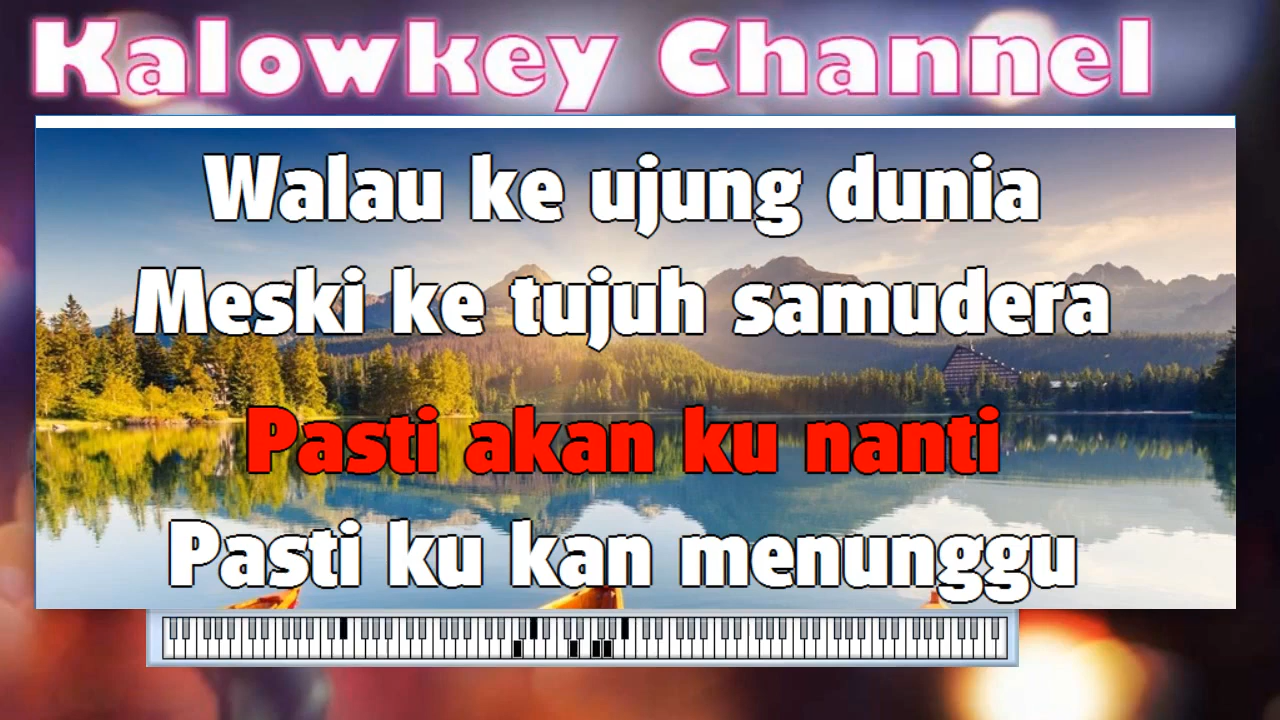 Kalowkey Channel
Walau ke ujung dunia
Meski ke tujuh samudera
Pasti akan ku nanti
Pasti ku kan menunggu